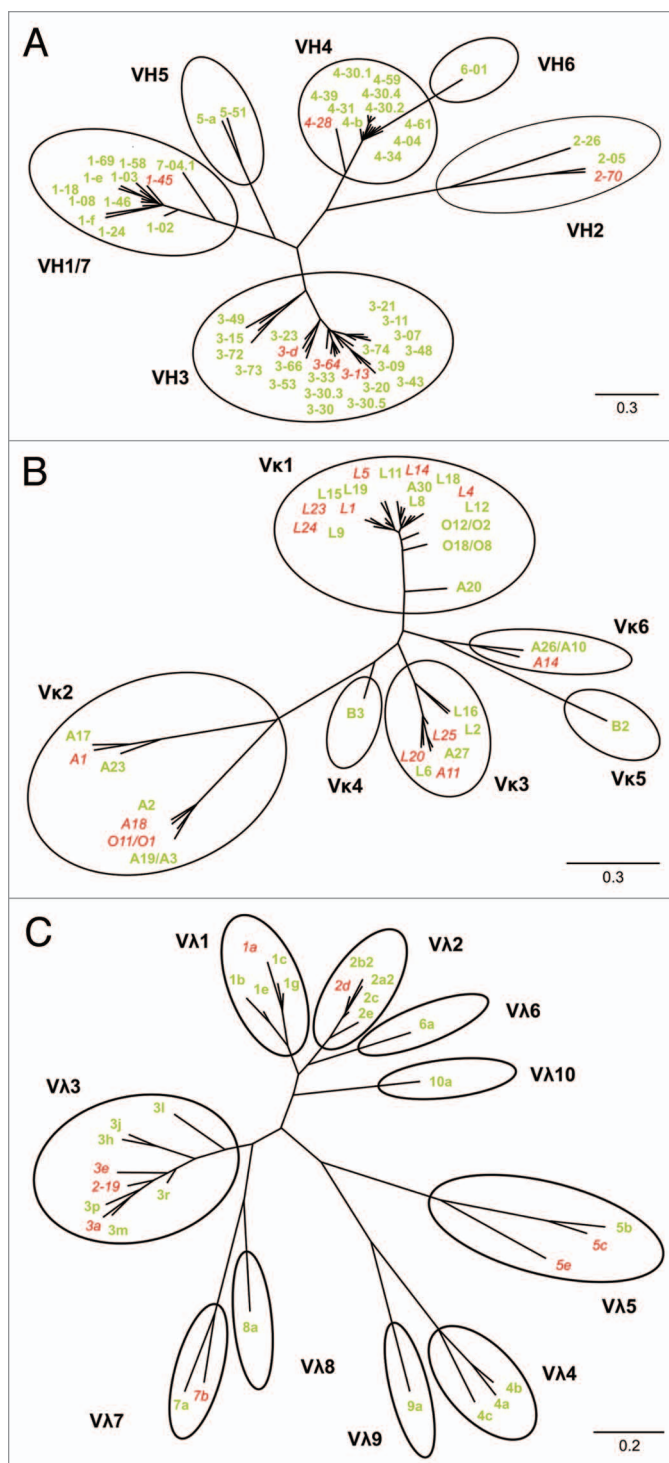 A
VH4
VH5
VH6
VH2
VH1/7
VH3
5-a 5-51
4-30.1 4-59
4-39 4-30.4
4-31 4-30.2
4-28 4-b 4-61
4-04
4-34
6-01
2-26
2-05
2-70
1-69 1-58 7-04.1
1-e 1-03 1-45
1-18
1-08 1-46
1-f 1-02
1-24
3-49
3-15
3-72
3-73
3-23
3-d
3-66
3-53
3-64
3-33
3-30.3
3-30
3-13
3-21
3-11
3-07
3-74 3-48
3-09
3-20 3-43
3-30.5
0.3
B
Vκ1
L5 L11 L14
L15 L19 A30 L18
L23 L1 L8 L4
L24 L9 L12
O12/O2
O18/O8
A20
Vκ6
A26/A10
A14
Vκ5
B2
Vκ2
A17
A1
A23
A2
A18
O11/O1
A19/A3
Vκ4
B3
Vκ3
L16
L25 L2
L20 A27
L6 A11
0.3
C
Vλ1
1a 1c
1b 1e 1g
Vλ2
2b2
2d 2a2
2c
2e
Vλ6
6a
Vλ10
10a
Vλ3
3l
3j
3h
3e
2-19
3p 3r
3a 3m
Vλ5
5b
5c
5e
Vλ8
8a
Vλ7
7a 7b
Vλ9
9a
Vλ4
4b
4a
4c
0.2